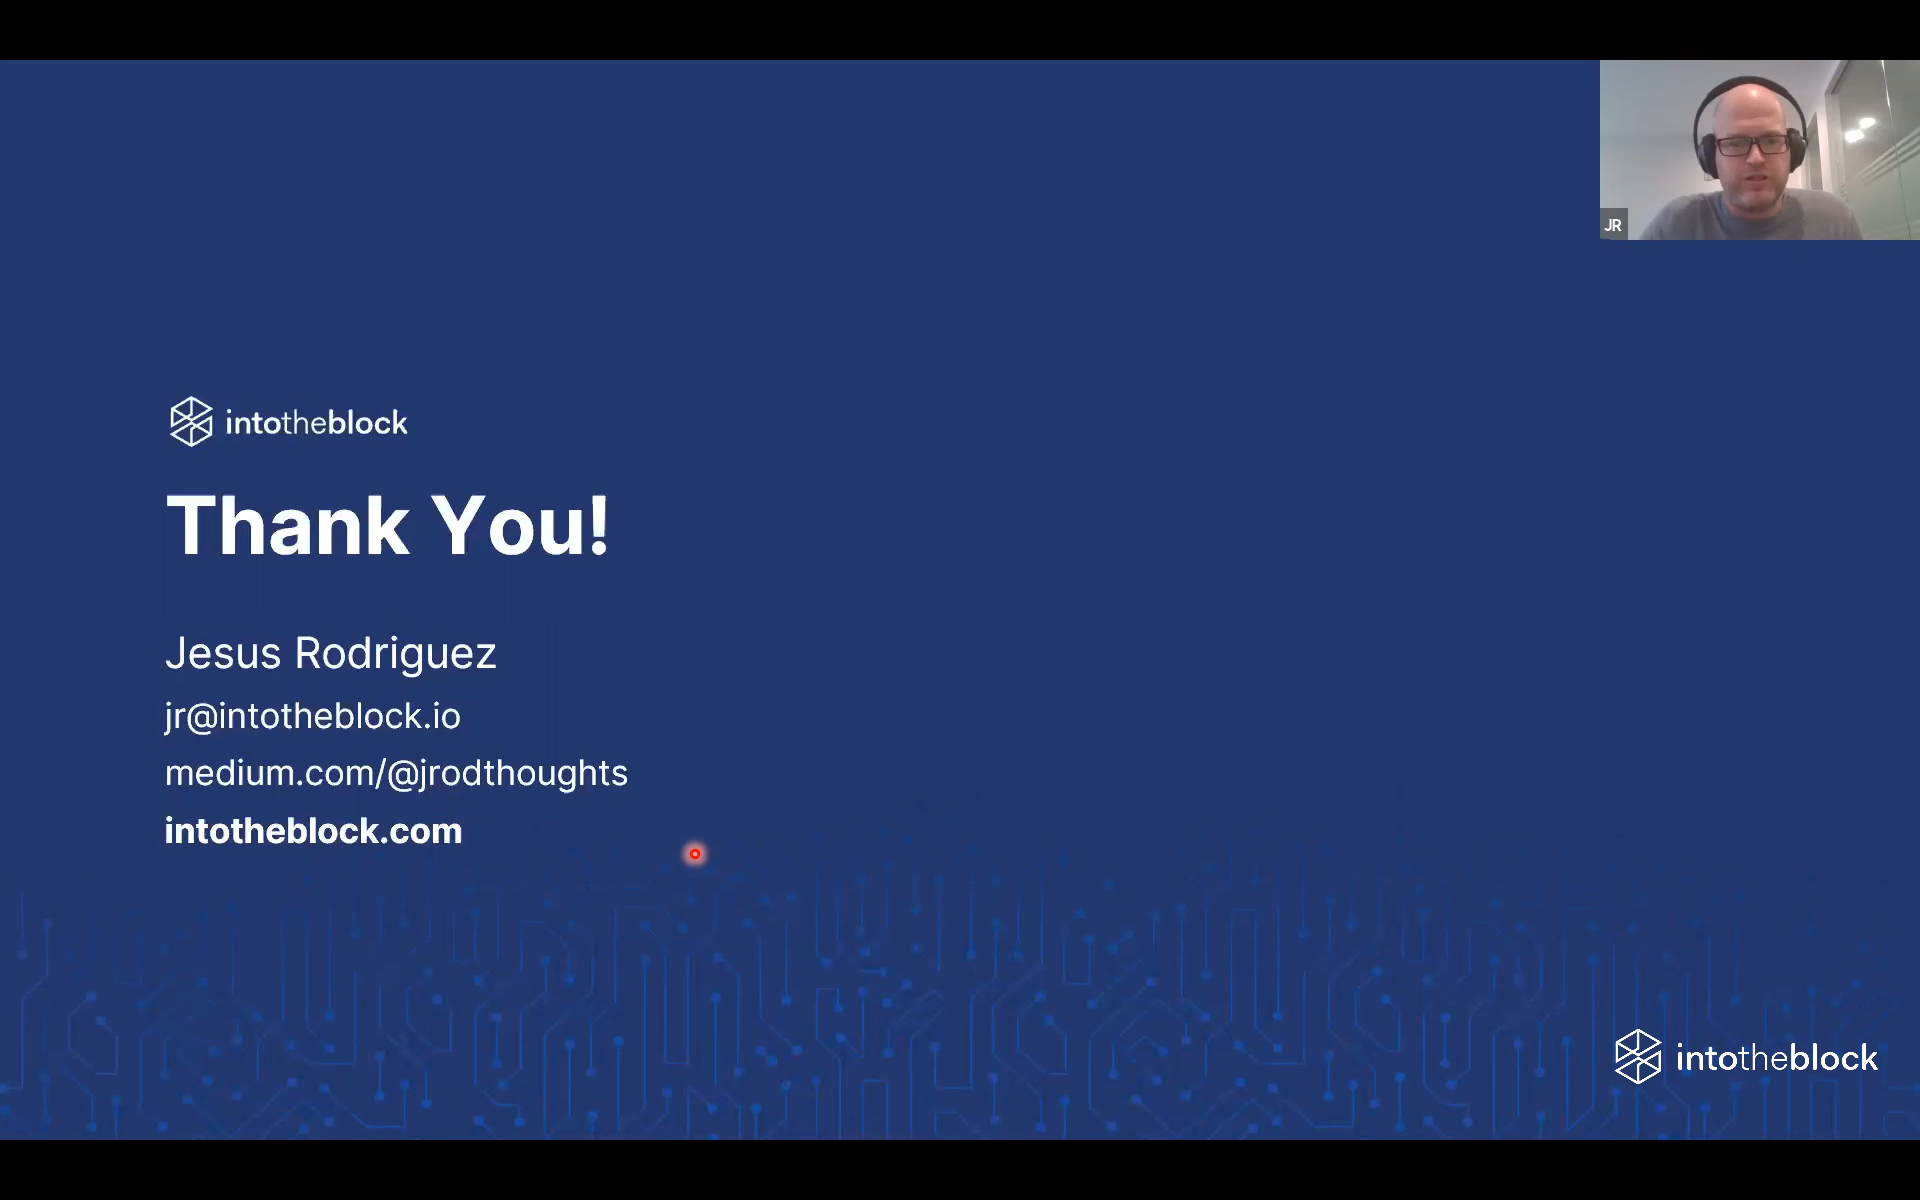 JR
intotheblock
Thank You!
Jesus Rodriguez
jr@intotheblock.io
medium.com/@jrodthoughts
intotheblock.com
intotheblock